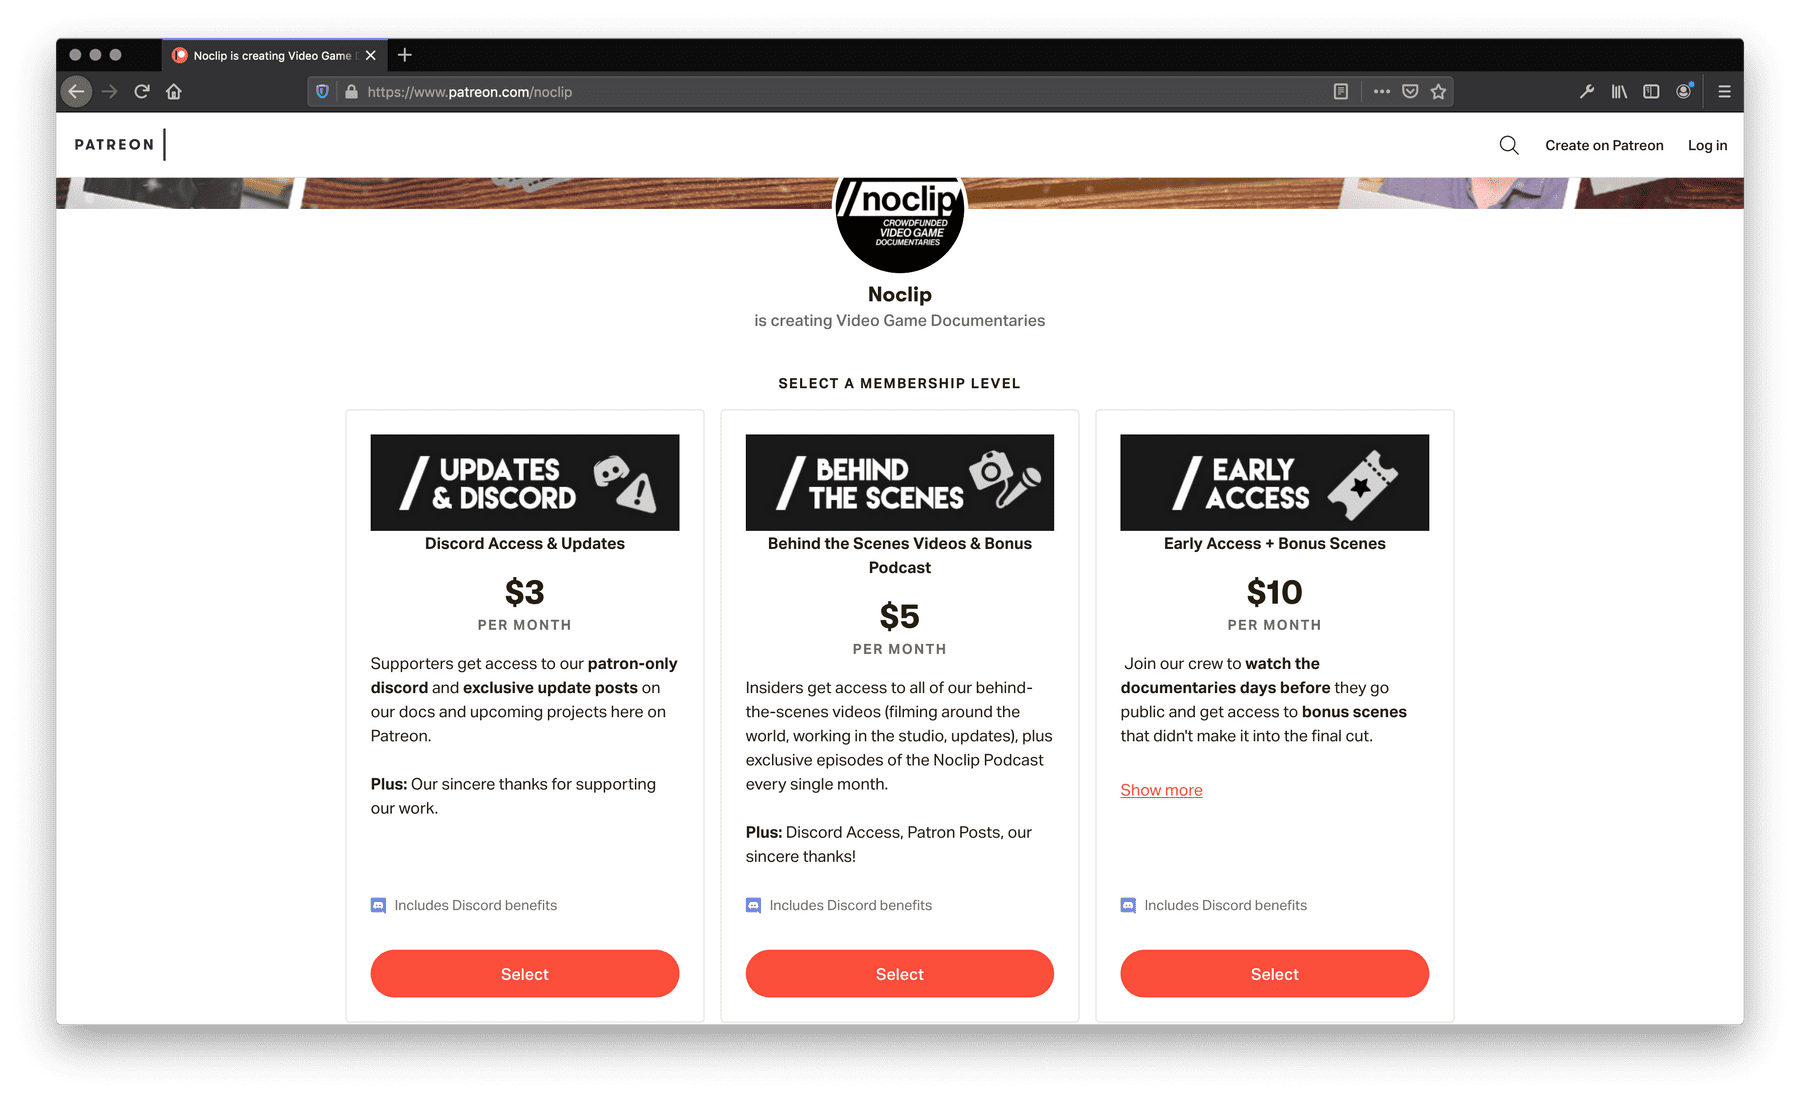 Noclip is creating Video Game
https://www.patreon.com/noclip
PATREON
Create on Patreon
Log in
/noclip
CROWDFUNDED
VIDEO GAME
DOCUMENTARIES
Noclip
is creating Video Game Documentaries
SELECT A MEMBERSHIP LEVEL
/ UPDATES
& DISCORD
Discord Access & Updates
$3
PER MONTH
Supporters get access to our patron-only
discord and exclusive update posts on
our docs and upcoming projects here on
Patreon.
Plus: Our sincere thanks for supporting
our work.
Includes Discord benefits
Select
/ BEHIND
THE SCENES
Behind the Scenes Videos & Bonus
Podcast
$5
PER MONTH
Insiders get access to all of our behind-
the-scenes videos (filming around the
world, working in the studio, updates), plus
exclusive episodes of the Noclip Podcast
every single month.
Plus: Discord Access, Patron Posts, our
sincere thanks!
Includes Discord benefits
Select
/ EARLY
ACCESS
Early Access + Bonus Scenes
$10
PER MONTH
Join our crew to watch the
documentaries days before they go
public and get access to bonus scenes
that didn't make it into the final cut.
Show more
Includes Discord benefits
Select